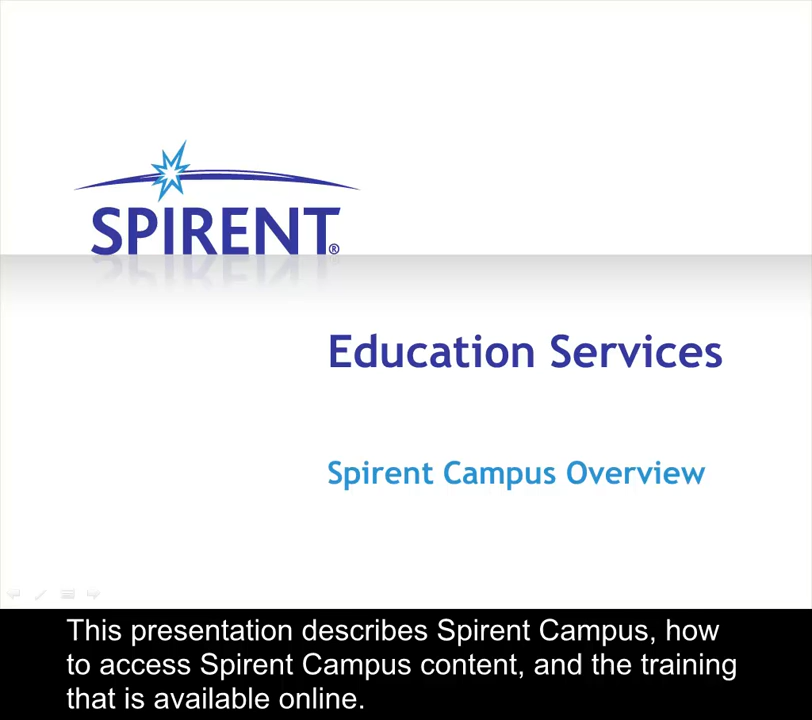 SPIRENT®
Education Services
Spirent Campus Overview
This presentation describes Spirent Campus, how
to access Spirent Campus content, and the training
that is available online.